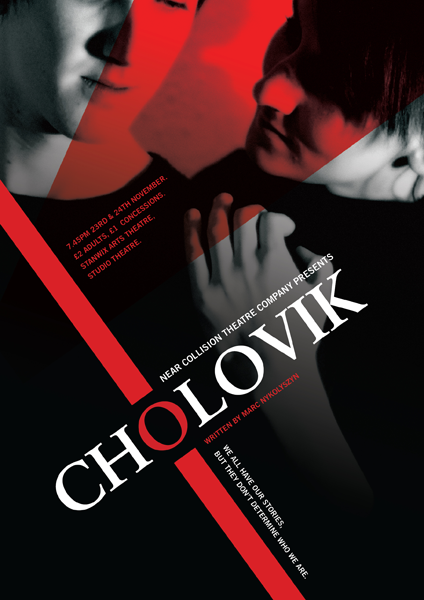 7.45PM 23RD & 24TH NOVEMBER.
£2 ADULTS, £1 CONCESSIONS.
STANWIX ARTS THEATRE.
STUDIO THEATRE.
NEAR COLLISION THEATRE COMPANY PRESENTS
CHOLOVIK
WRITTEN BY MARC NYKOLYSZYN
WE ALL HAVE OUR STORIES,
BUT THEY DON'T DETERMINE WHO WE ARE.